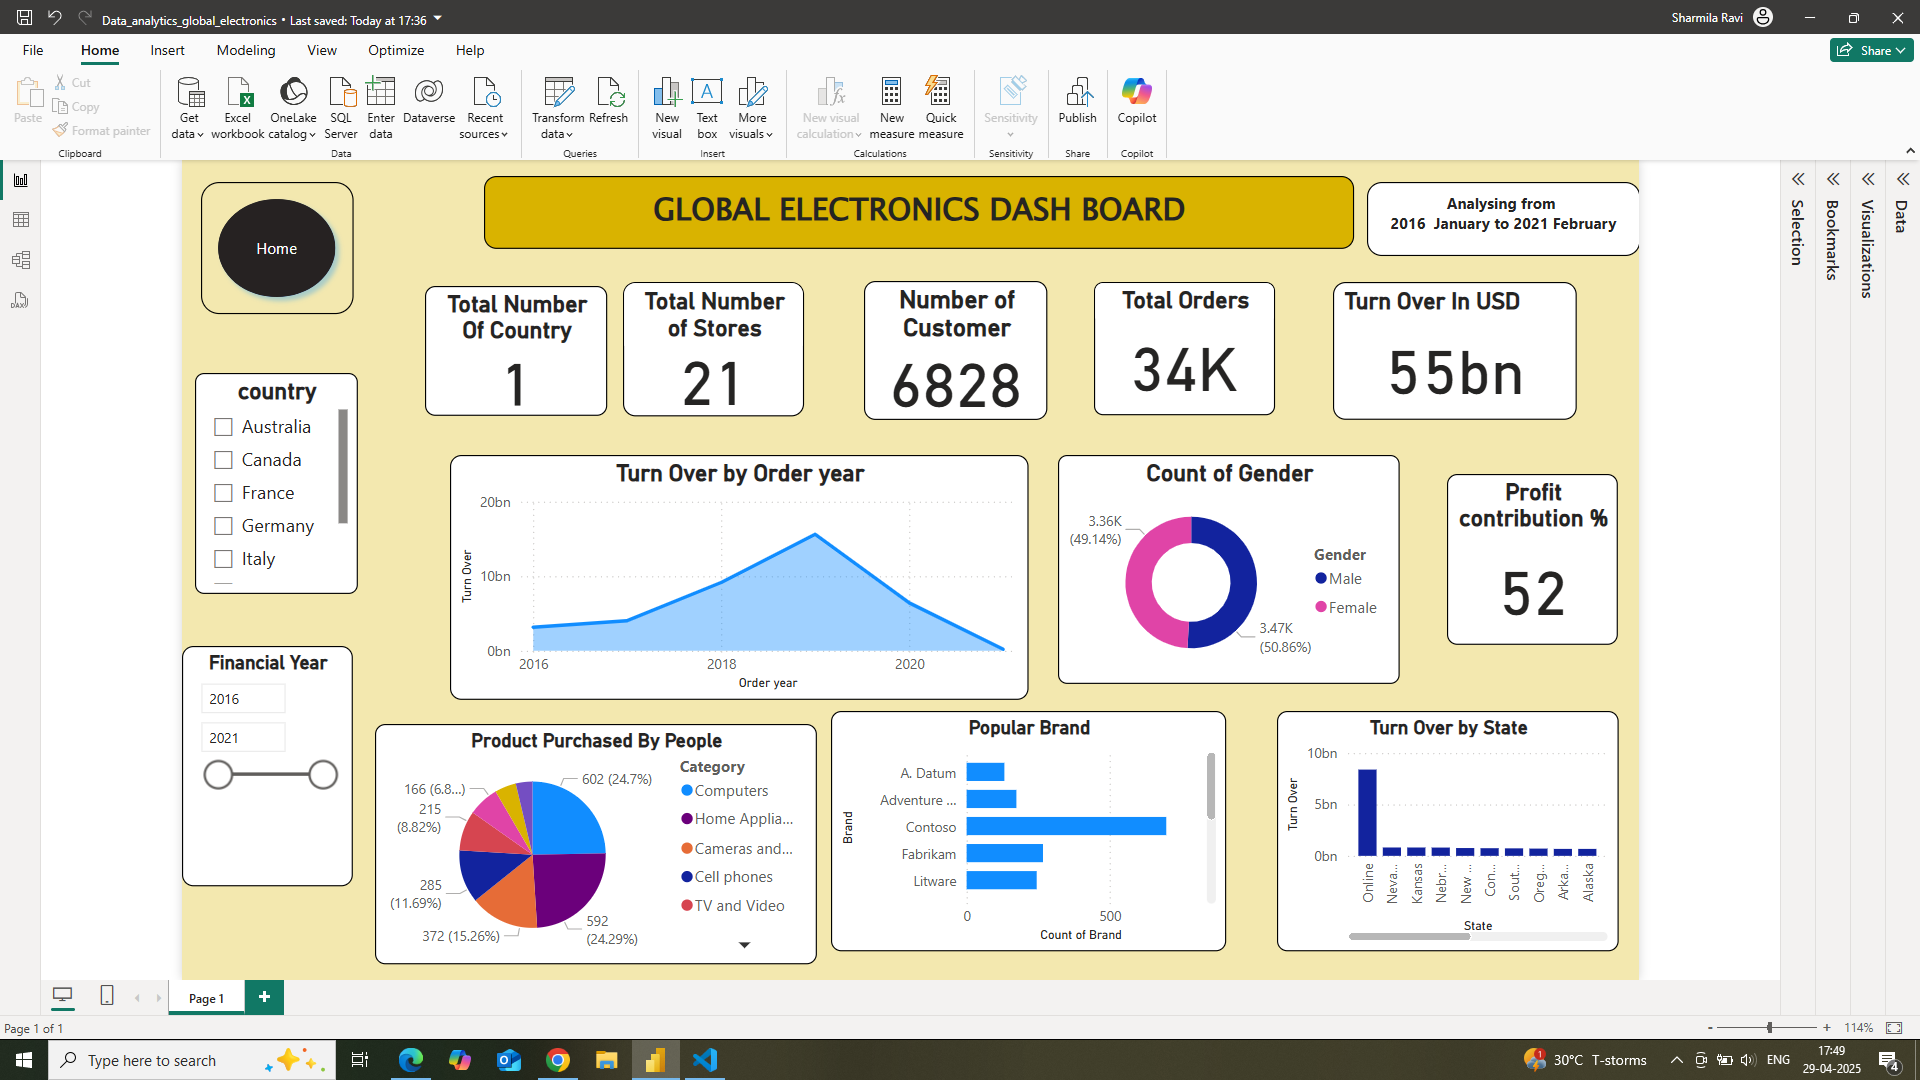 Data_analytics_global_electronics • Last saved: Today at 17:36
Sharmila Ravi
File Home Insert Modeling View Optimize Help
Share
Paste
Cut
Copy
Format painter
Clipboard
Get data
Excel workbook
OneLake catalog
SQL Server
Enter data
Dataverse
Recent sources
Data
Transform data
Refresh
Queries
New visual
Text box
More visuals
Insert
New visual calculation
New measure
Quick measure
Calculations
Sensitivity
Sensitivity
Publish
Share
Copilot
Copilot
Home
GLOBAL ELECTRONICS DASH BOARD
Analysing from
2016 January to 2021 February
Total Number
Of Country
1
Total Number
of Stores
21
Number of
Customer
6828
Total Orders
34K
Turn Over In USD
55bn
country
Australia
Canada
France
Germany
Italy
Turn Over by Order year
20bn
10bn
0bn
Turn Over
2016 2018 2020
Order year
Count of Gender
3.36K
(49.14%)
3.47K
(50.86%)
Gender
Male
Female
Profit
contribution %
52
Financial Year
2016
2021
Product Purchased By People
602 (24.7%)
592
(24.29%)
372 (15.26%)
285
(11.69%)
215
(8.82%)
166 (6.8...)
Category
Computers
Home Applia...
Cameras and...
Cell phones
TV and Video
Popular Brand
Brand
A. Datum
Adventure ...
Contoso
Fabrikam
Litware
0 500
Count of Brand
Turn Over by State
10bn
5bn
0bn
Turn Over
Online
Neva...
Kansas
Nebr...
New ...
Con...
Sout...
Oreg...
Arka...
Alaska
State
Selection
Bookmarks
Visualizations
Data
DAX
Page 1
+
Page 1 of 1
- + 114%
Type here to search
1
30°C T-storms
ENG
17:49
29-04-2025
4